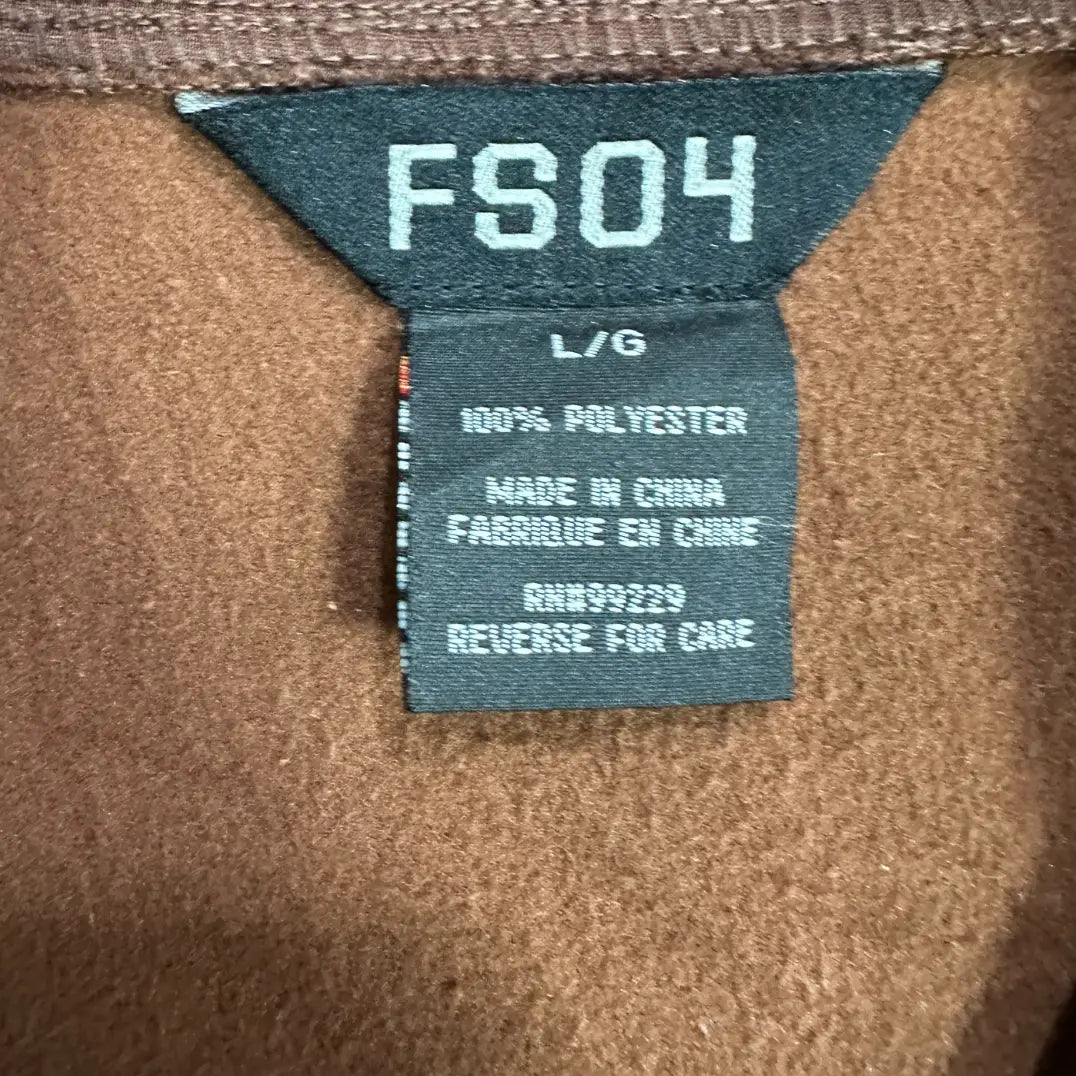 FS04
L/G
100% POLYESTER
MADE IN CHINA
FABRIQUE EN CHINE
RN#99229
REVERSE FOR CARE